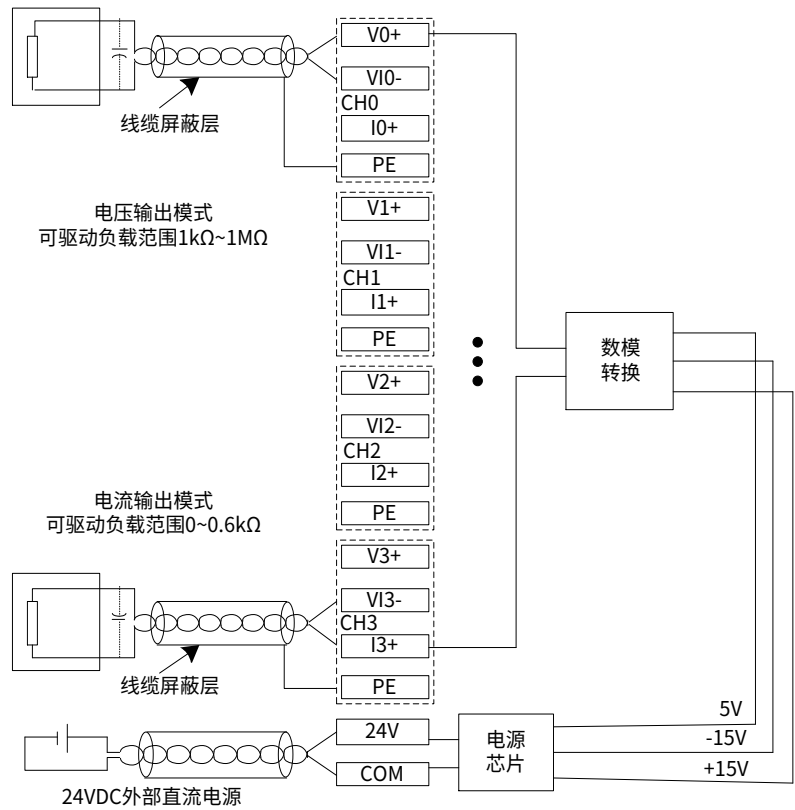 V0+
VI0-
CH0
I0+
PE
线缆屏蔽层
电压输出模式
可驱动负载范围1kΩ~1MΩ
V1+
VI1-
CH1
I1+
PE
数模
转换
V2+
VI2-
CH2
I2+
PE
电流输出模式
可驱动负载范围0~0.6kΩ
V3+
VI3-
CH3
I3+
PE
线缆屏蔽层
24V
COM
电源
芯片
5V
-15V
+15V
24VDC外部直流电源